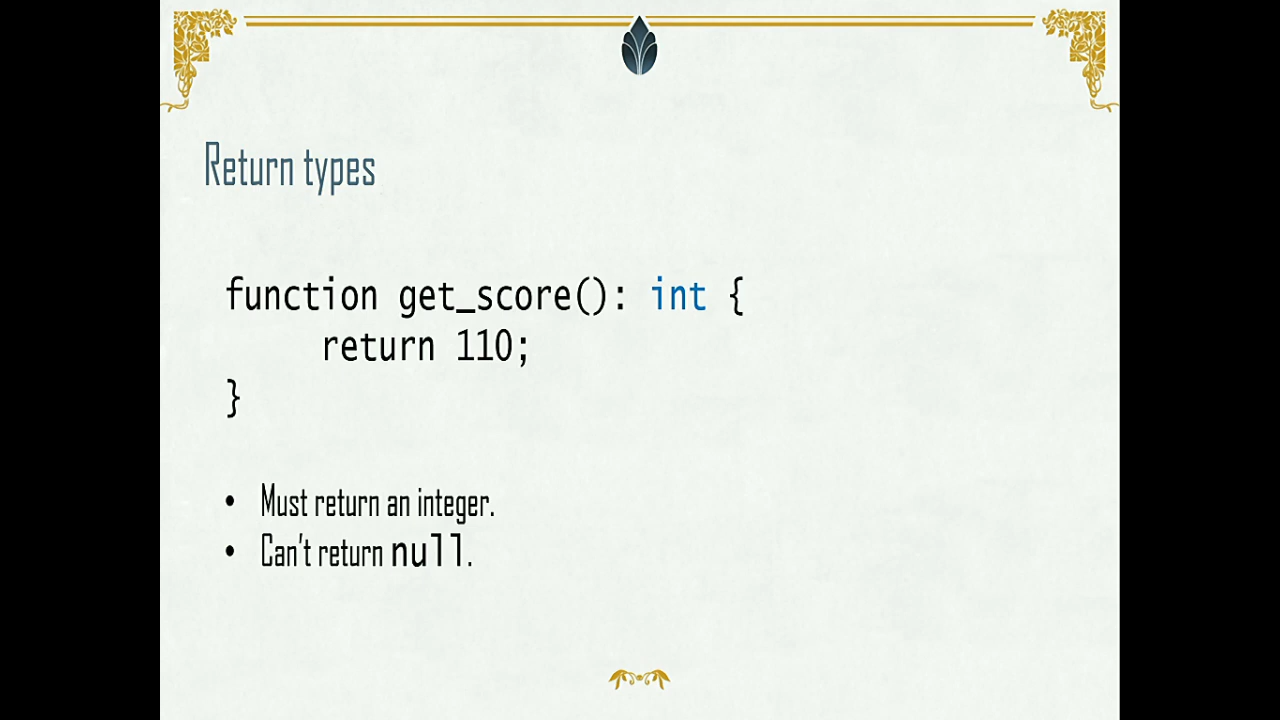 Return types
function get_score(): int {
return 110;
}
• Must return an integer.
• Can't return null.